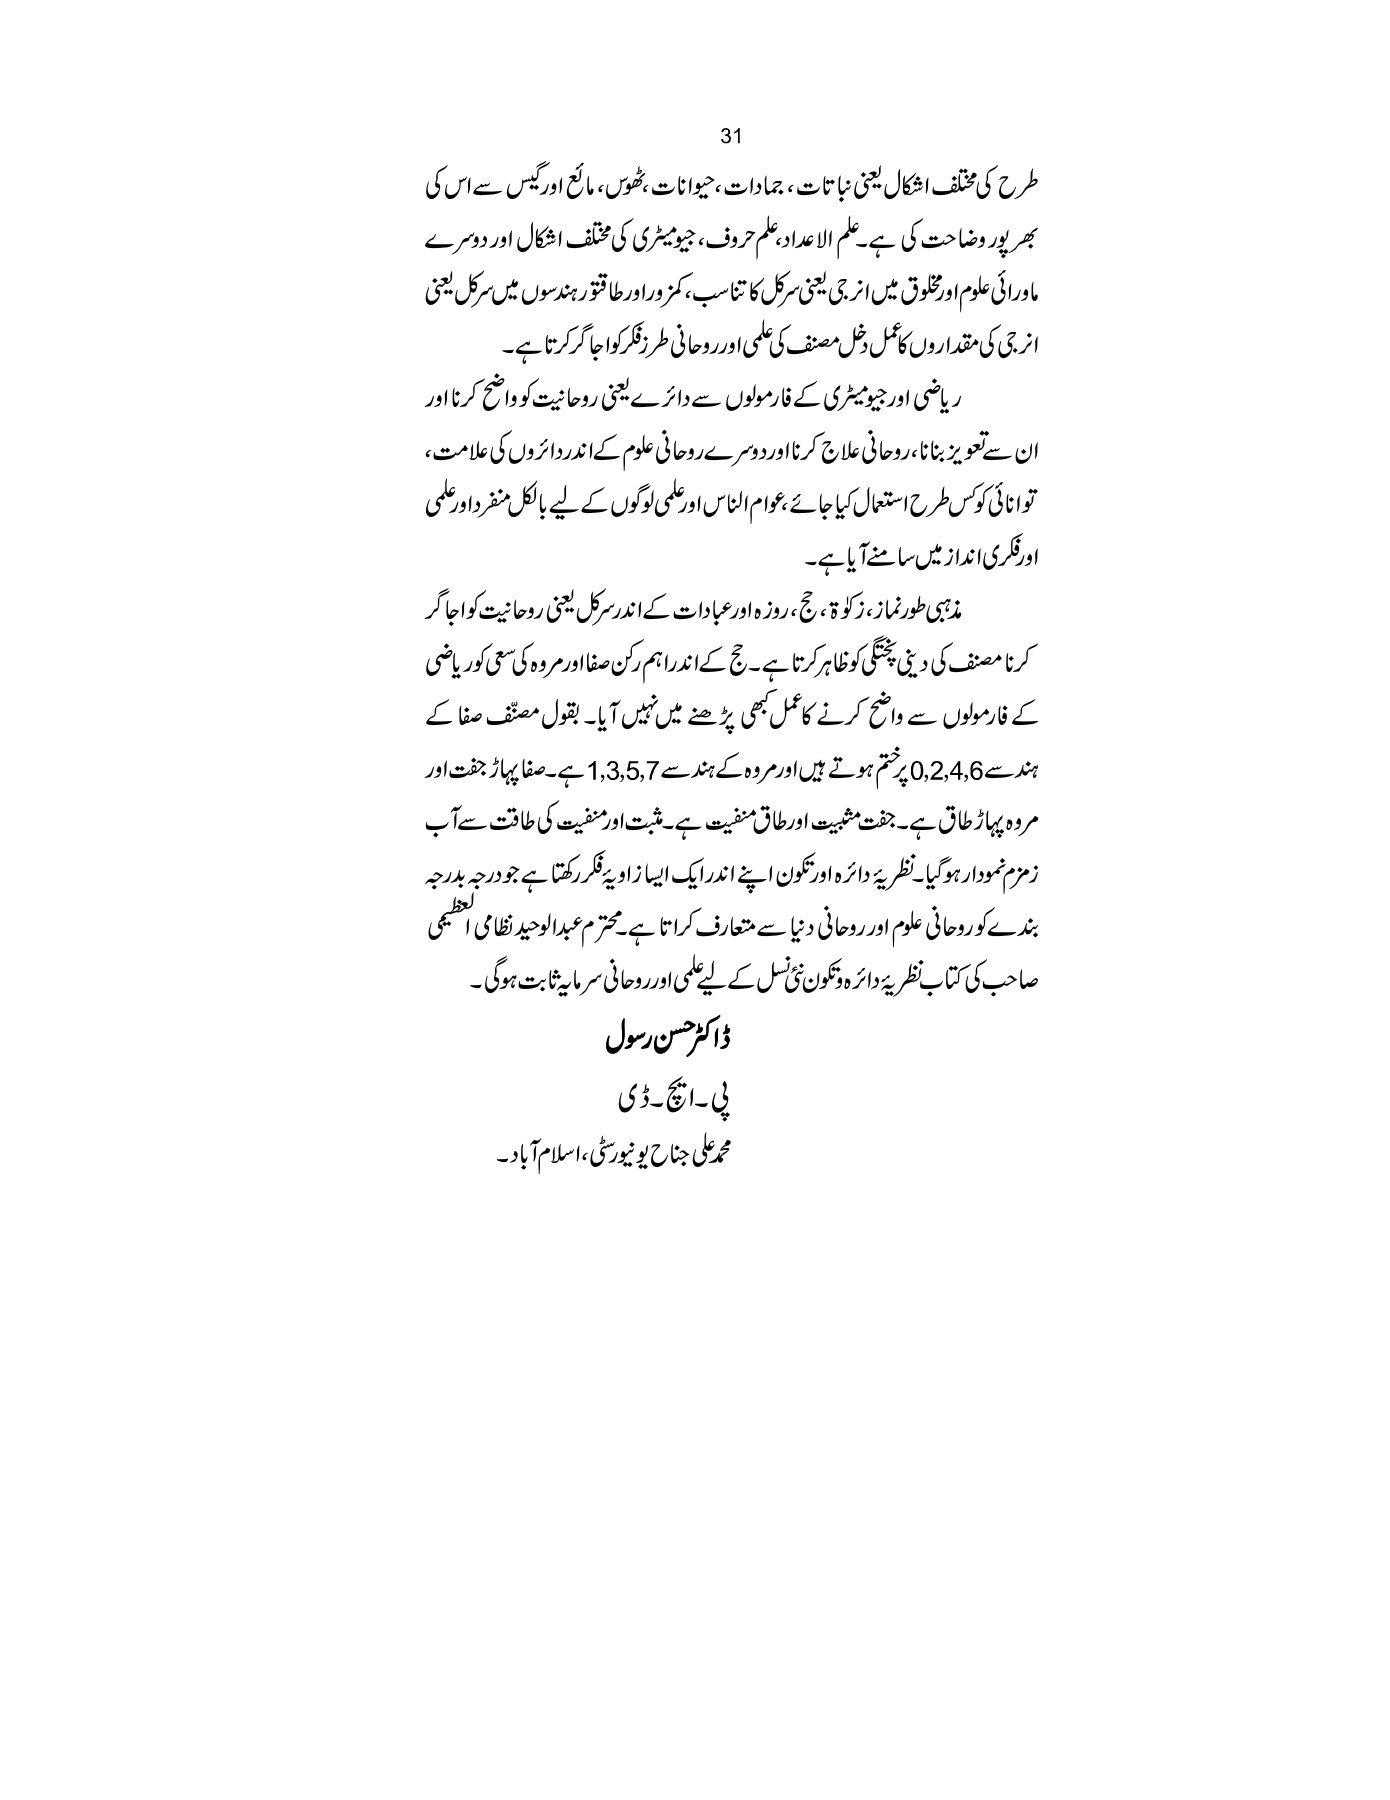 31
طرح کی مختلف اشکال یعنی نباتات، جمادات، حیوانات، ٹھوس، مائع اور گیس سے اس کی
بھرپور وضاحت کی ہے۔ علم الاعداد، علم حروف، جیومیٹری کی مختلف اشکال اور دوسرے
ماورائی علوم اور مخلوق میں انرجی یعنی سرکل کا تناسب، کمزور اور طاقتور ہندسوں میں سرکل یعنی
انرجی کی مقداروں کا عمل دخل مصنف کی علمی اور روحانی طرز فکر کو اجاگر کرتا ہے۔
ریاضی اور جیومیٹری کے فارمولوں سے دائرے یعنی روحانیت کو واضح کرنا اور
ان سے تعویز بنانا، روحانی علاج کرنا اور دوسرے روحانی علوم کے اندر دائروں کی علامت،
توانائی کو کس طرح استعمال کیا جائے، عوام الناس اور علمی لوگوں کے لیے بالکل منفرد اور علمی
اور فکری انداز میں سامنے آیا ہے۔
مذہبی طور نماز، زکوٰۃ، حج، روزہ اور عبادات کے اندر سرکل یعنی روحانیت کو اجاگر
کرنا مصنف کی دینی پختگی کو ظاہر کرتا ہے۔ حج کے اندر اہم رکن صفا اور مروہ کی سعی کو ریاضی
کے فارمولوں سے واضح کرنے کا عمل کبھی پڑھنے میں نہیں آیا۔ بقول مصنّف صفا کے
ہندسے 0,2,4,6 پر ختم ہوتے ہیں اور مروہ کے ہندسے 1,3,5,7 ہے۔ صفا پہاڑ جفت اور
مروہ پہاڑ طاق ہے۔ جفت مثبیت اور طاق منفیت ہے۔ مثبت اور منفیت کی طاقت سے آب
زمزم نمودار ہو گیا۔ نظریۂ دائرہ اور تکون اپنے اندر ایک ایسا زاویۂ فکر رکھتا ہے جو درجہ بدرجہ
بندے کو روحانی علوم اور روحانی دنیا سے متعارف کراتا ہے۔ محترم عبدالوحید نظامی العظیمی
صاحب کی کتاب نظریۂ دائرہ و تکون نئی نسل کے لیے علمی اور روحانی سرمایہ ثابت ہوگی۔
ڈاکٹر حسن رسول
پی۔ایچ۔ڈی
محمد علی جناح یونیورسٹی، اسلام آباد۔